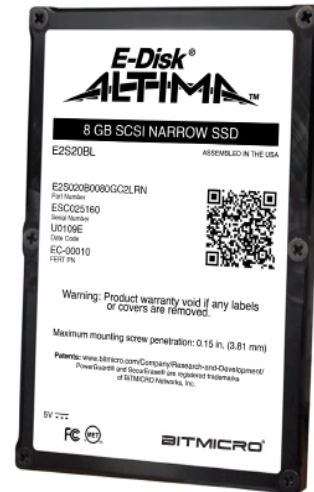 E-Disk®
ALTIMA™
8 GB SCSI NARROW SSD
E2S20BL
ASSEMBLED IN THE USA
E2S020B0080GC2LRN
Part Number
ESC025160
Serial Number
U0109E
Date Code
EC-00010
FERT PN
Warning: Product warranty void if any labels
or covers are removed.
Maximum mounting screw penetration: 0.15 in. (3.81 mm)
Patents: www.bitmicro.com/Company/Research-and-Development/
PowerGuard® and SecurErase® are registered trademarks
of BITMICRO Networks, Inc.
5V
FC MET
BITMICRO®